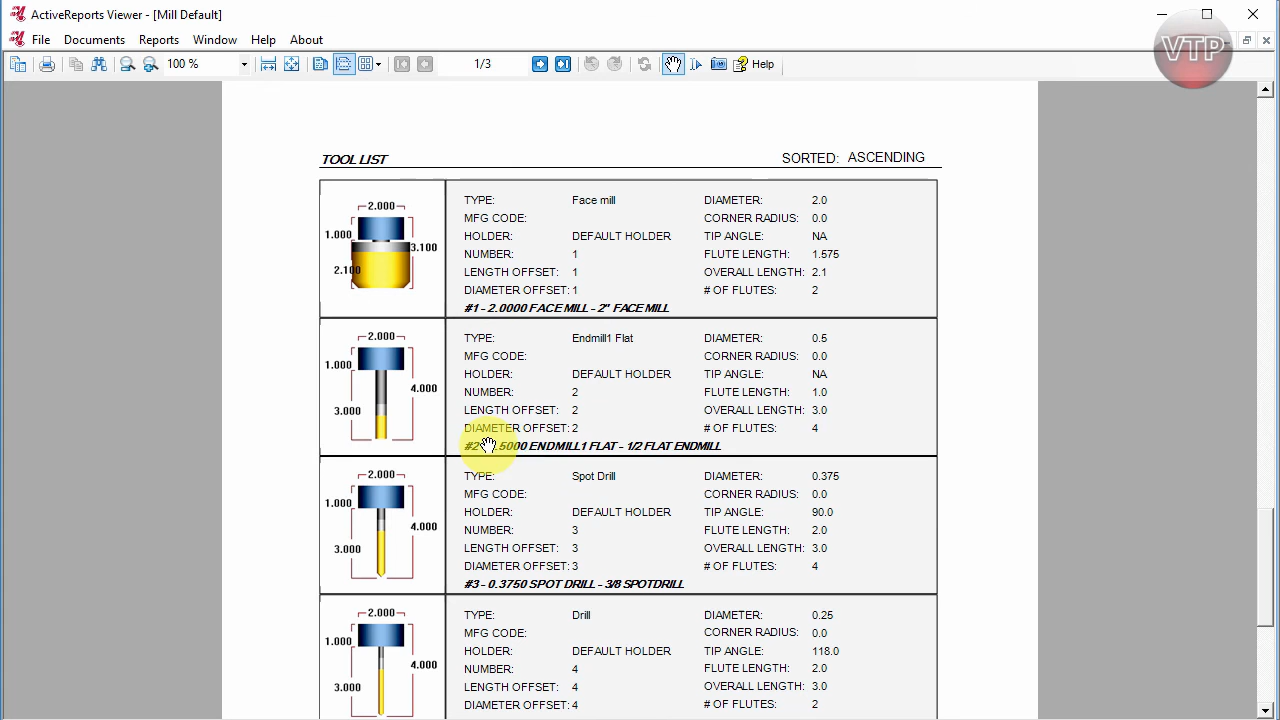 ActiveReports Viewer - [Mill Default]
VTP
File Documents Reports Window Help About
100 % 1/3 Help
TOOL LIST SORTED: ASCENDING
2.000
1.000
3.100
2.100
TYPE: Face mill DIAMETER: 2.0
MFG CODE: CORNER RADIUS: 0.0
HOLDER: DEFAULT HOLDER TIP ANGLE: NA
NUMBER: 1 FLUTE LENGTH: 1.575
LENGTH OFFSET: 1 OVERALL LENGTH: 2.1
DIAMETER OFFSET: 1 # OF FLUTES: 2
#1 - 2.0000 FACE MILL - 2" FACE MILL
2.000
1.000
4.000
3.000
TYPE: Endmill1 Flat DIAMETER: 0.5
MFG CODE: CORNER RADIUS: 0.0
HOLDER: DEFAULT HOLDER TIP ANGLE: NA
NUMBER: 2 FLUTE LENGTH: 1.0
LENGTH OFFSET: 2 OVERALL LENGTH: 3.0
DIAMETER OFFSET: 2 # OF FLUTES: 4
#2 - 0.5000 ENDMILL1 FLAT - 1/2 FLAT ENDMILL
2.000
1.000
4.000
3.000
TYPE: Spot Drill DIAMETER: 0.375
MFG CODE: CORNER RADIUS: 0.0
HOLDER: DEFAULT HOLDER TIP ANGLE: 90.0
NUMBER: 3 FLUTE LENGTH: 2.0
LENGTH OFFSET: 3 OVERALL LENGTH: 3.0
DIAMETER OFFSET: 3 # OF FLUTES: 4
#3 - 0.3750 SPOT DRILL - 3/8 SPOTDRILL
2.000
1.000
4.000
3.000
TYPE: Drill DIAMETER: 0.25
MFG CODE: CORNER RADIUS: 0.0
HOLDER: DEFAULT HOLDER TIP ANGLE: 118.0
NUMBER: 4 FLUTE LENGTH: 2.0
LENGTH OFFSET: 4 OVERALL LENGTH: 3.0
DIAMETER OFFSET: 4 # OF FLUTES: 2